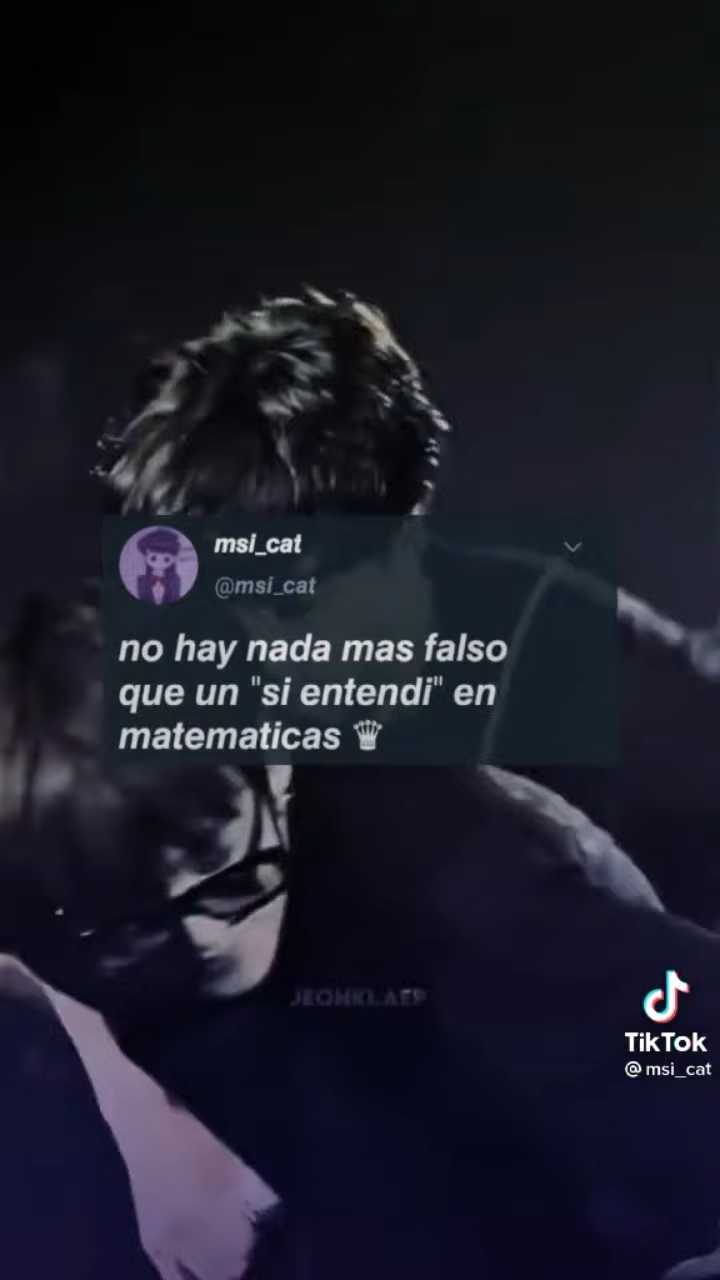 msi_cat
@msi_cat
no hay nada mas falso
que un "si entendi" en
matematicas ♛
JEONKLAEP
TikTok
@msi_cat